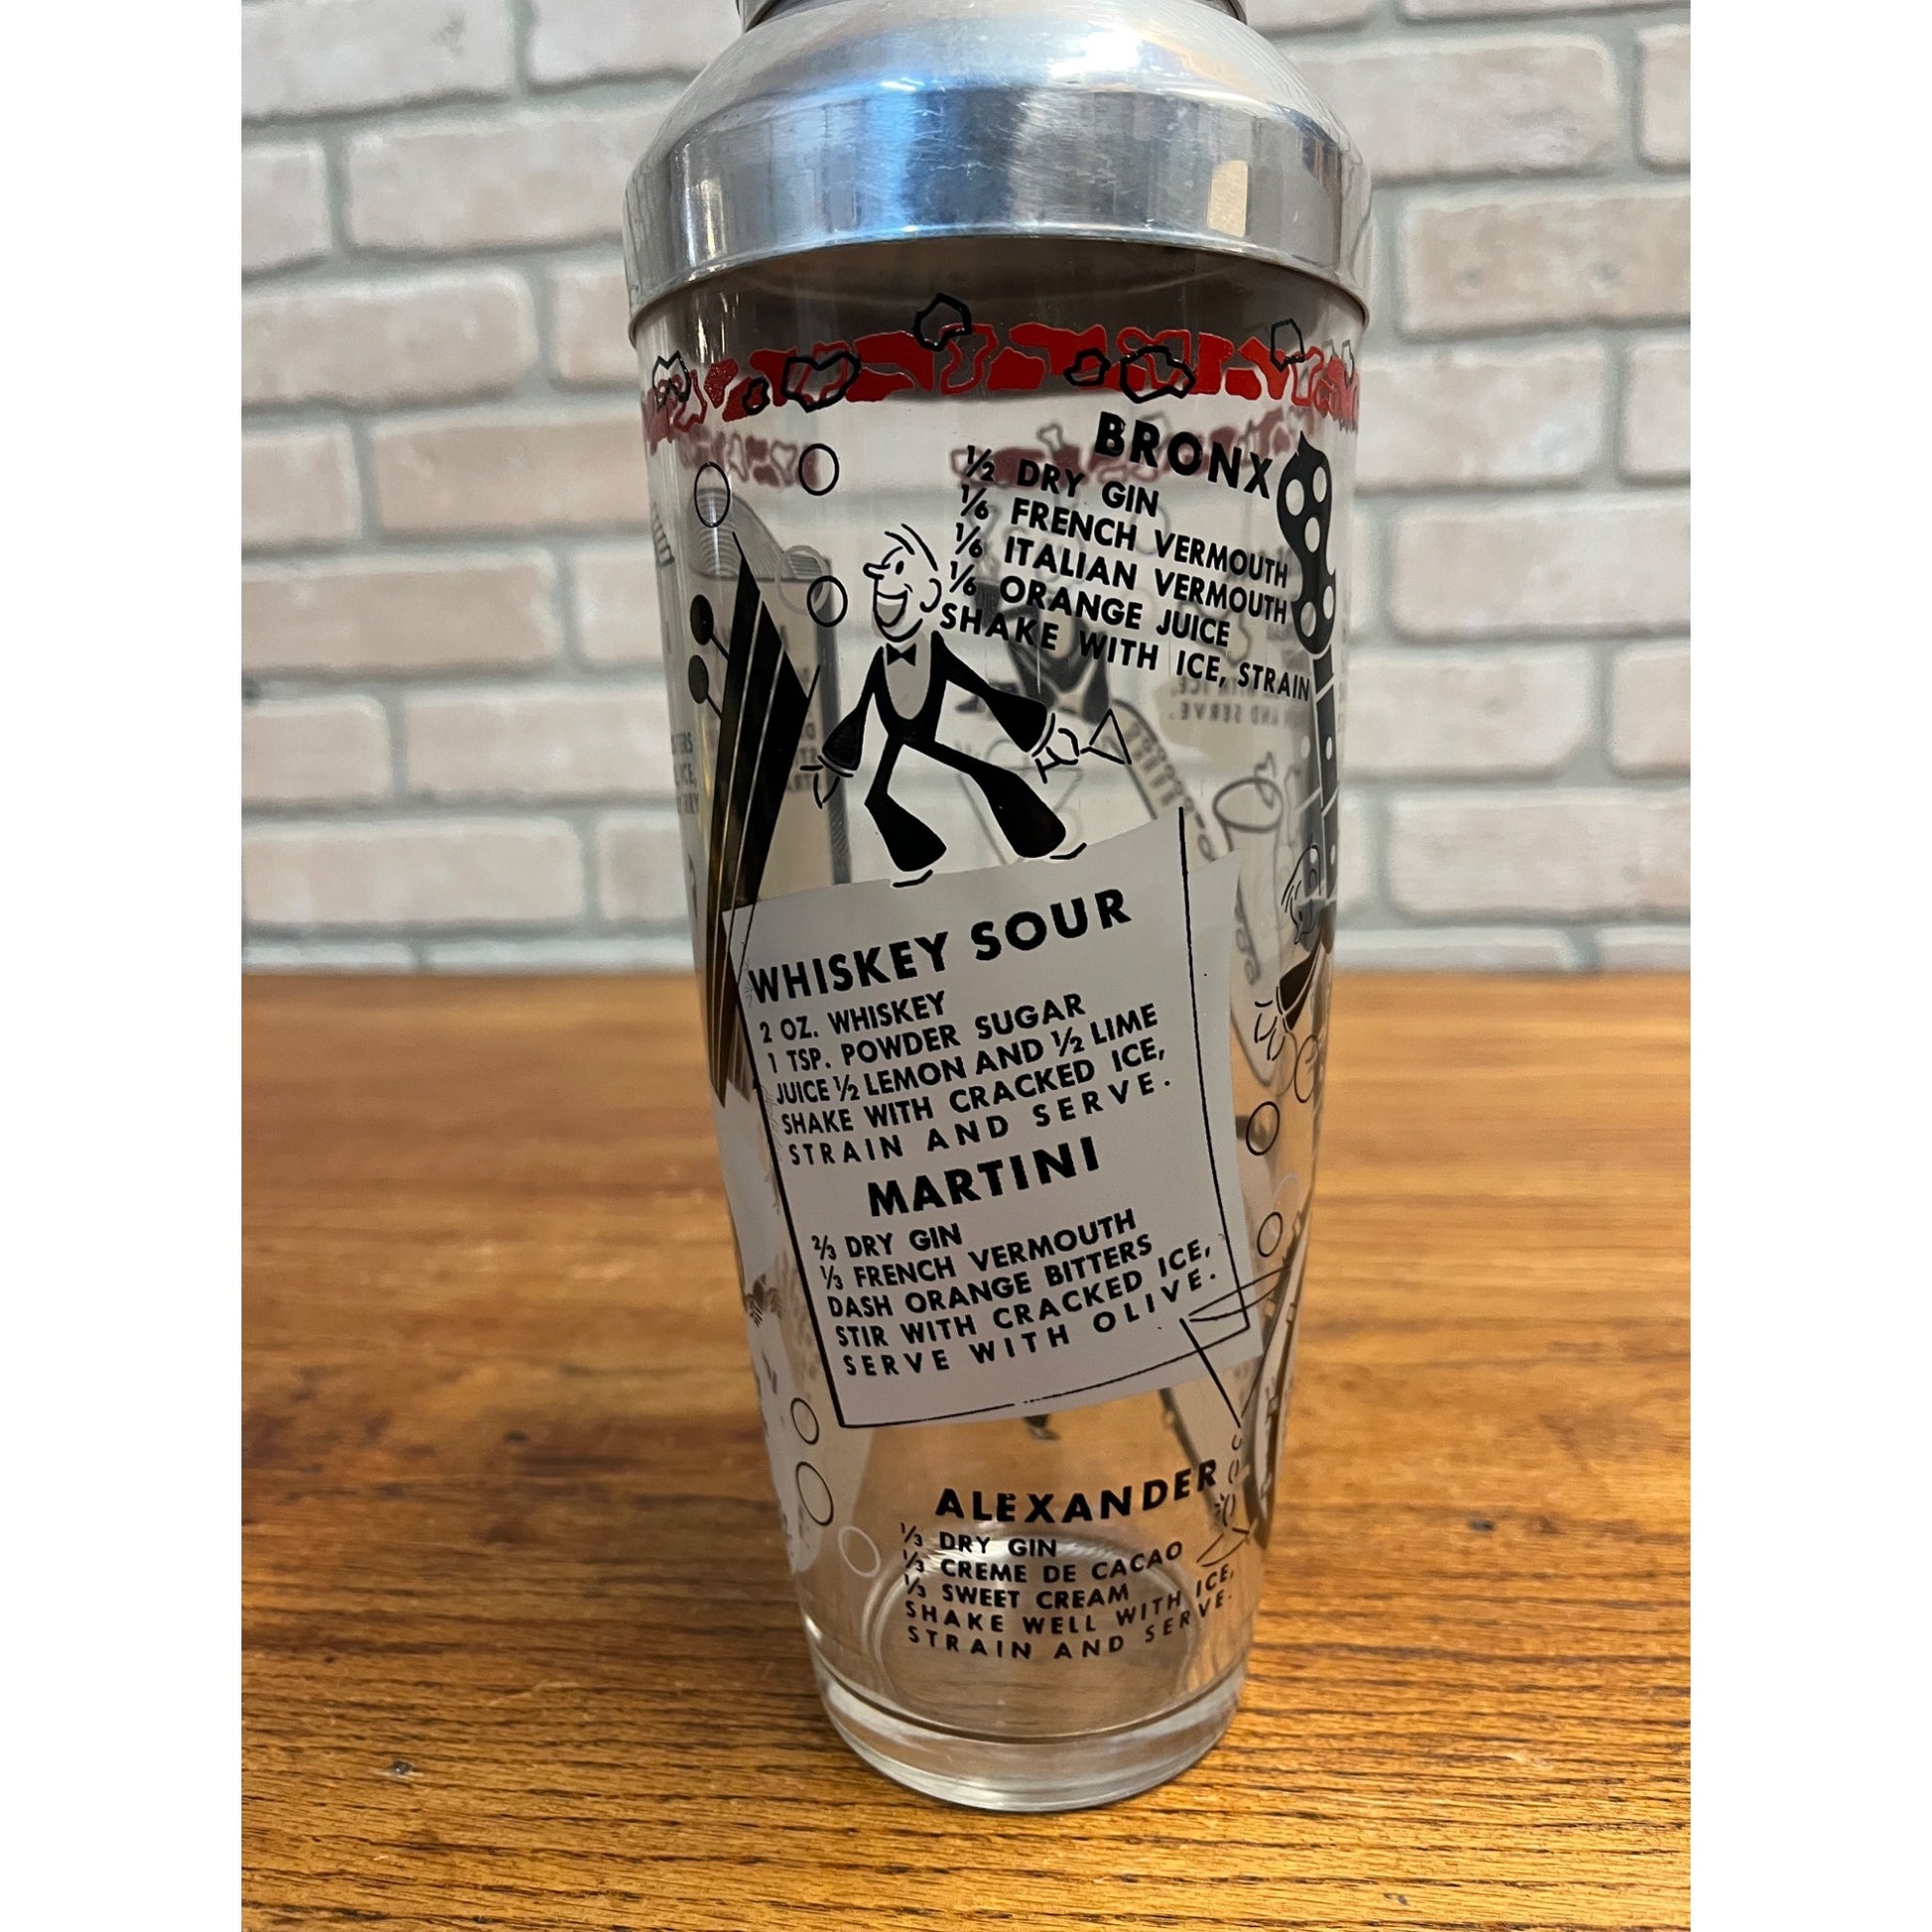 BRONX
½ DRY GIN
⅙ FRENCH VERMOUTH
⅙ ITALIAN VERMOUTH
⅙ ORANGE JUICE
SHAKE WITH ICE, STRAIN
WHISKEY SOUR
2 OZ. WHISKEY
1 TSP. POWDER SUGAR
JUICE ½ LEMON AND ½ LIME
SHAKE WITH CRACKED ICE,
STRAIN AND SERVE.
MARTINI
⅔ DRY GIN
⅓ FRENCH VERMOUTH
DASH ORANGE BITTERS
STIR WITH CRACKED ICE,
SERVE WITH OLIVE.
ALEXANDER
⅓ DRY GIN
⅓ CREME DE CACAO
⅓ SWEET CREAM
SHAKE WELL WITH ICE,
STRAIN AND SERVE.